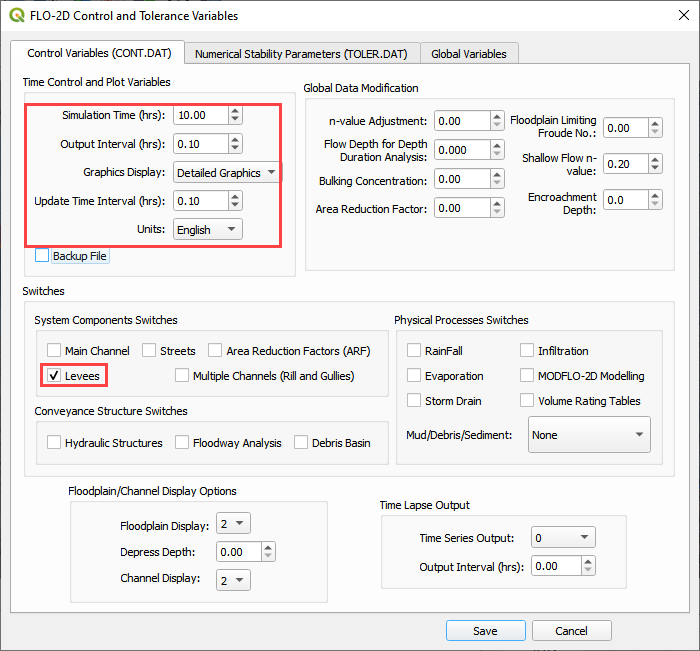 FLO-2D Control and Tolerance Variables
Control Variables (CONT.DAT)
Numerical Stability Parameters (TOLER.DAT)
Global Variables
Time Control and Plot Variables
Simulation Time (hrs): 10.00
Output Interval (hrs): 0.10
Graphics Display: Detailed Graphics
Update Time Interval (hrs): 0.10
Units: English
Backup File
Global Data Modification
n-value Adjustment: 0.00
Flow Depth for Depth
Duration Analysis: 0.000
Bulking Concentration: 0.00
Area Reduction Factor: 0.00
Floodplain Limiting
Froude No.: 0.00
Shallow Flow n-
value: 0.20
Encroachment
Depth: 0.0
Switches
System Components Switches
Main Channel
Streets
Area Reduction Factors (ARF)
Levees
Multiple Channels (Rill and Gullies)
Conveyance Structure Switches
Hydraulic Structures
Floodway Analysis
Debris Basin
Physical Processes Switches
RainFall
Infiltration
Evaporation
MODFLO-2D Modelling
Storm Drain
Volume Rating Tables
Mud/Debris/Sediment: None
Floodplain/Channel Display Options
Floodplain Display: 2
Depress Depth: 0.00
Channel Display: 2
Time Lapse Output
Time Series Output: 0
Output Interval (hrs): 0.00
Save
Cancel